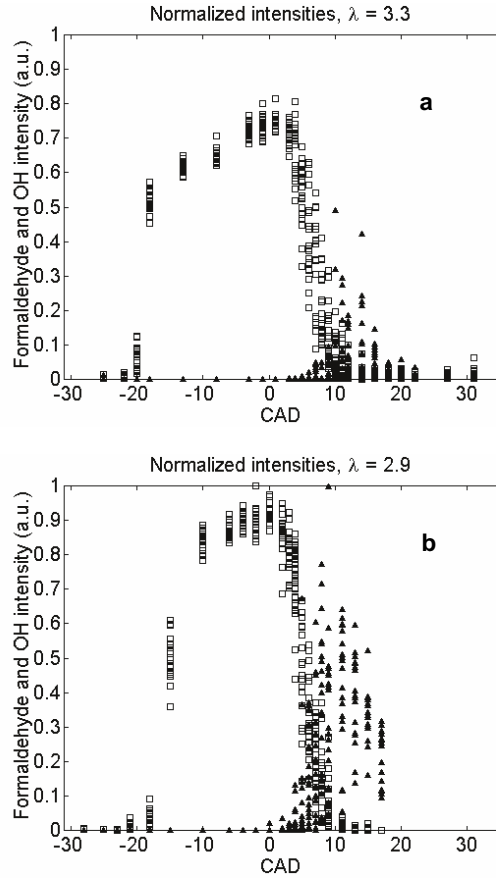 Normalized intensities, λ = 3.3
Formaldehyde and OH intensity (a.u.)
1
0.9
0.8
0.7
0.6
0.5
0.4
0.3
0.2
0.1
0
a
-30 -20 -10 0 10 20 30
CAD
Normalized intensities, λ = 2.9
Formaldehyde and OH intensity (a.u.)
1
0.9
0.8
0.7
0.6
0.5
0.4
0.3
0.2
0.1
0
b
-30 -20 -10 0 10 20 30
CAD